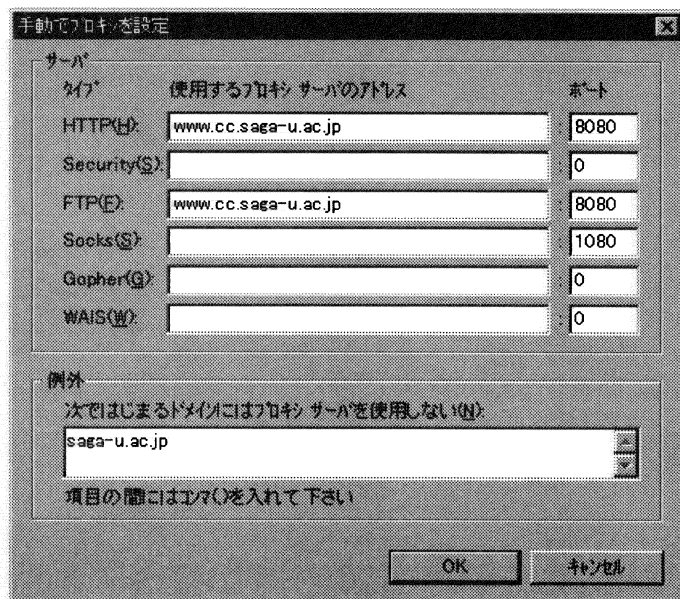 手動でプロキシを設定
サーバ
タイプ 使用するプロキシ サーバのアドレス ポート
HTTP(H): www.cc.saga-u.ac.jp : 8080
Security(S): : 0
FTP(F): www.cc.saga-u.ac.jp : 8080
Socks(S): : 1080
Gopher(G): : 0
WAIS(W): : 0
例外
次ではじまるドメインにはプロキシ サーバを使用しない(N):
saga-u.ac.jp
項目の間にはコンマ()を入れて下さい
OK キャンセル